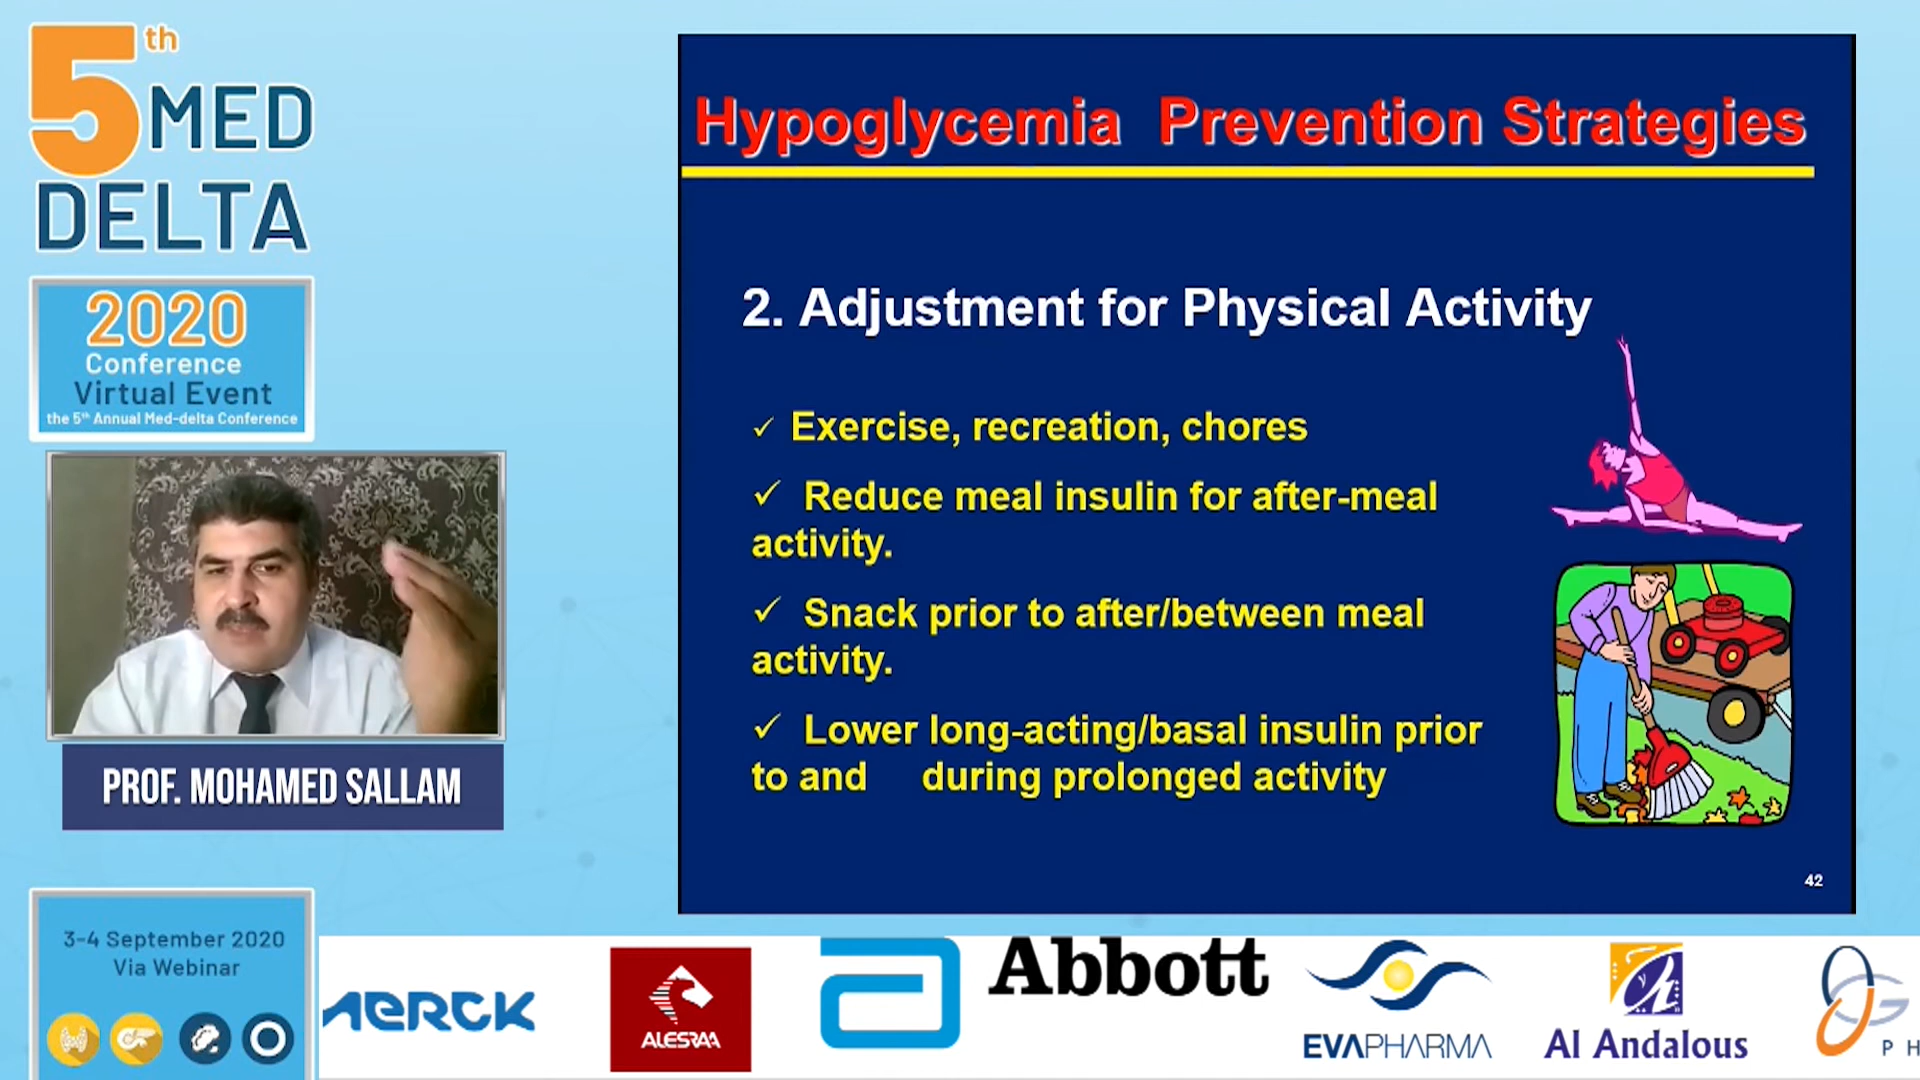 5th
MED
DELTA
2020
Conference
Virtual Event
the 5th Annual Med-delta Conference
PROF. MOHAMED SALLAM
3-4 September 2020
Via Webinar
Hypoglycemia Prevention Strategies
2. Adjustment for Physical Activity
✓ Exercise, recreation, chores
✓ Reduce meal insulin for after-meal
activity.
✓ Snack prior to after/between meal
activity.
✓ Lower long-acting/basal insulin prior
to and during prolonged activity
42
MERCK
ALESRAA
Abbott
EVAPHARMA
Al Andalous